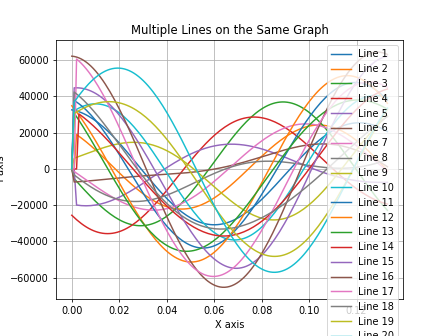 Multiple Lines on the Same Graph
60000
40000
20000
0
−20000
−40000
−60000
0.00
0.02
0.04
0.06
0.08
0.10
X axis
Line 1
Line 2
Line 3
Line 4
Line 5
Line 6
Line 7
Line 8
Line 9
Line 10
Line 11
Line 12
Line 13
Line 14
Line 15
Line 16
Line 17
Line 18
Line 19
Line 20